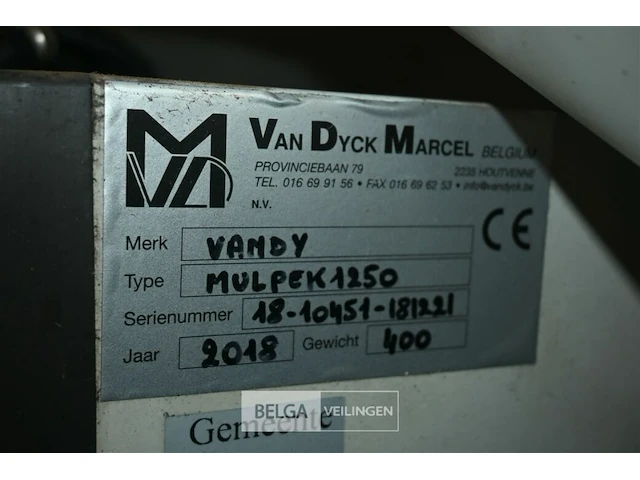 MVD
VAN DYCK MARCEL BELGIUM
PROVINCIEBAAN 79 2235 HOUTVENNE
TEL. 016 69 91 56 • FAX 016 69 62 53 • info@vandyck.be
N.V.
Merk VANDY CE
Type MULPEK1250
Serienummer 18-10451-181221
Jaar 2018 Gewicht 400
BELGA VEILINGEN
Gemeente